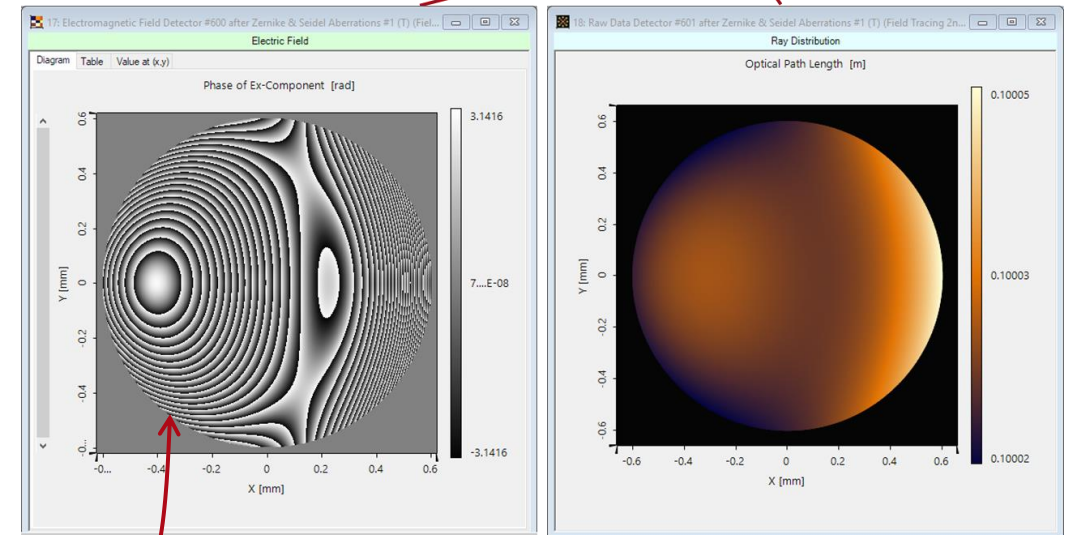 17: Electromagnetic Field Detector #600 after Zernike & Seidel Aberrations #1 (T) (Fiel...
Electric Field
Diagram Table Value at (x,y)
Phase of Ex-Component [rad]
3.1416
7....E-08
-3.1416
0.6
0.4
0.2
0
-0.2
-0.4
-0...
Y [mm]
-0... -0.4 -0.2 0 0.2 0.4 0.6
X [mm]
18: Raw Data Detector #601 after Zernike & Seidel Aberrations #1 (T) (Field Tracing 2n...
Ray Distribution
Optical Path Length [m]
0.10005
0.10003
0.10002
0.6
0.4
0.2
0
-0.2
-0.4
-0.6
Y [mm]
-0.6 -0.4 -0.2 0 0.2 0.4 0.6
X [mm]